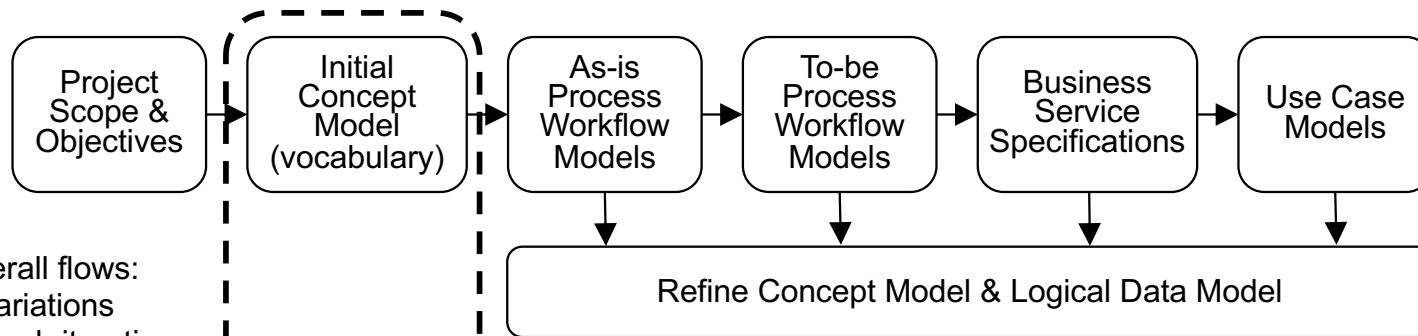 Project
Scope &
Objectives
Initial
Concept
Model
(vocabulary)
As-is
Process
Workflow
Models
To-be
Process
Workflow
Models
Business
Service
Specifications
Use Case
Models
flows:
Refine Concept Model & Logical Data Model